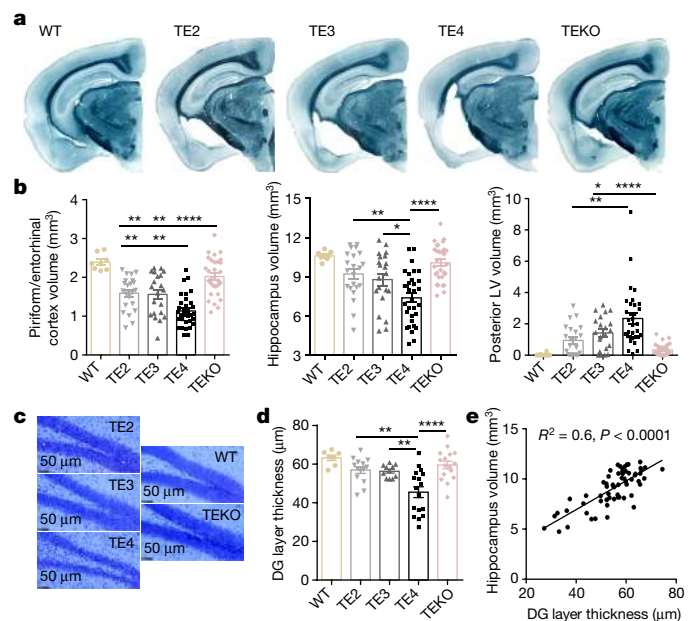 a
WT TE2 TE3 TE4 TEKO
b
Piriform/entorhinal
cortex volume (mm³)
4
3
2
1
0
** ** ****
** **
WT TE2 TE3 TE4 TEKO
Hippocampus volume (mm³)
15
12
9
6
3
** ****
*
WT TE2 TE3 TE4 TEKO
Posterior LV volume (mm³)
10
8
6
4
2
0
* ****
**
WT TE2 TE3 TE4 TEKO
c
TE2
50 µm
TE3
50 µm
TE4
50 µm
WT
50 µm
TEKO
50 µm
d
DG layer thickness (µm)
80
60
40
20
0
** ****
**
WT TE2 TE3 TE4 TEKO
e
Hippocampus volume (mm³)
15
10
5
0
R² = 0.6, P < 0.0001
20 40 60 80
DG layer thickness (µm)